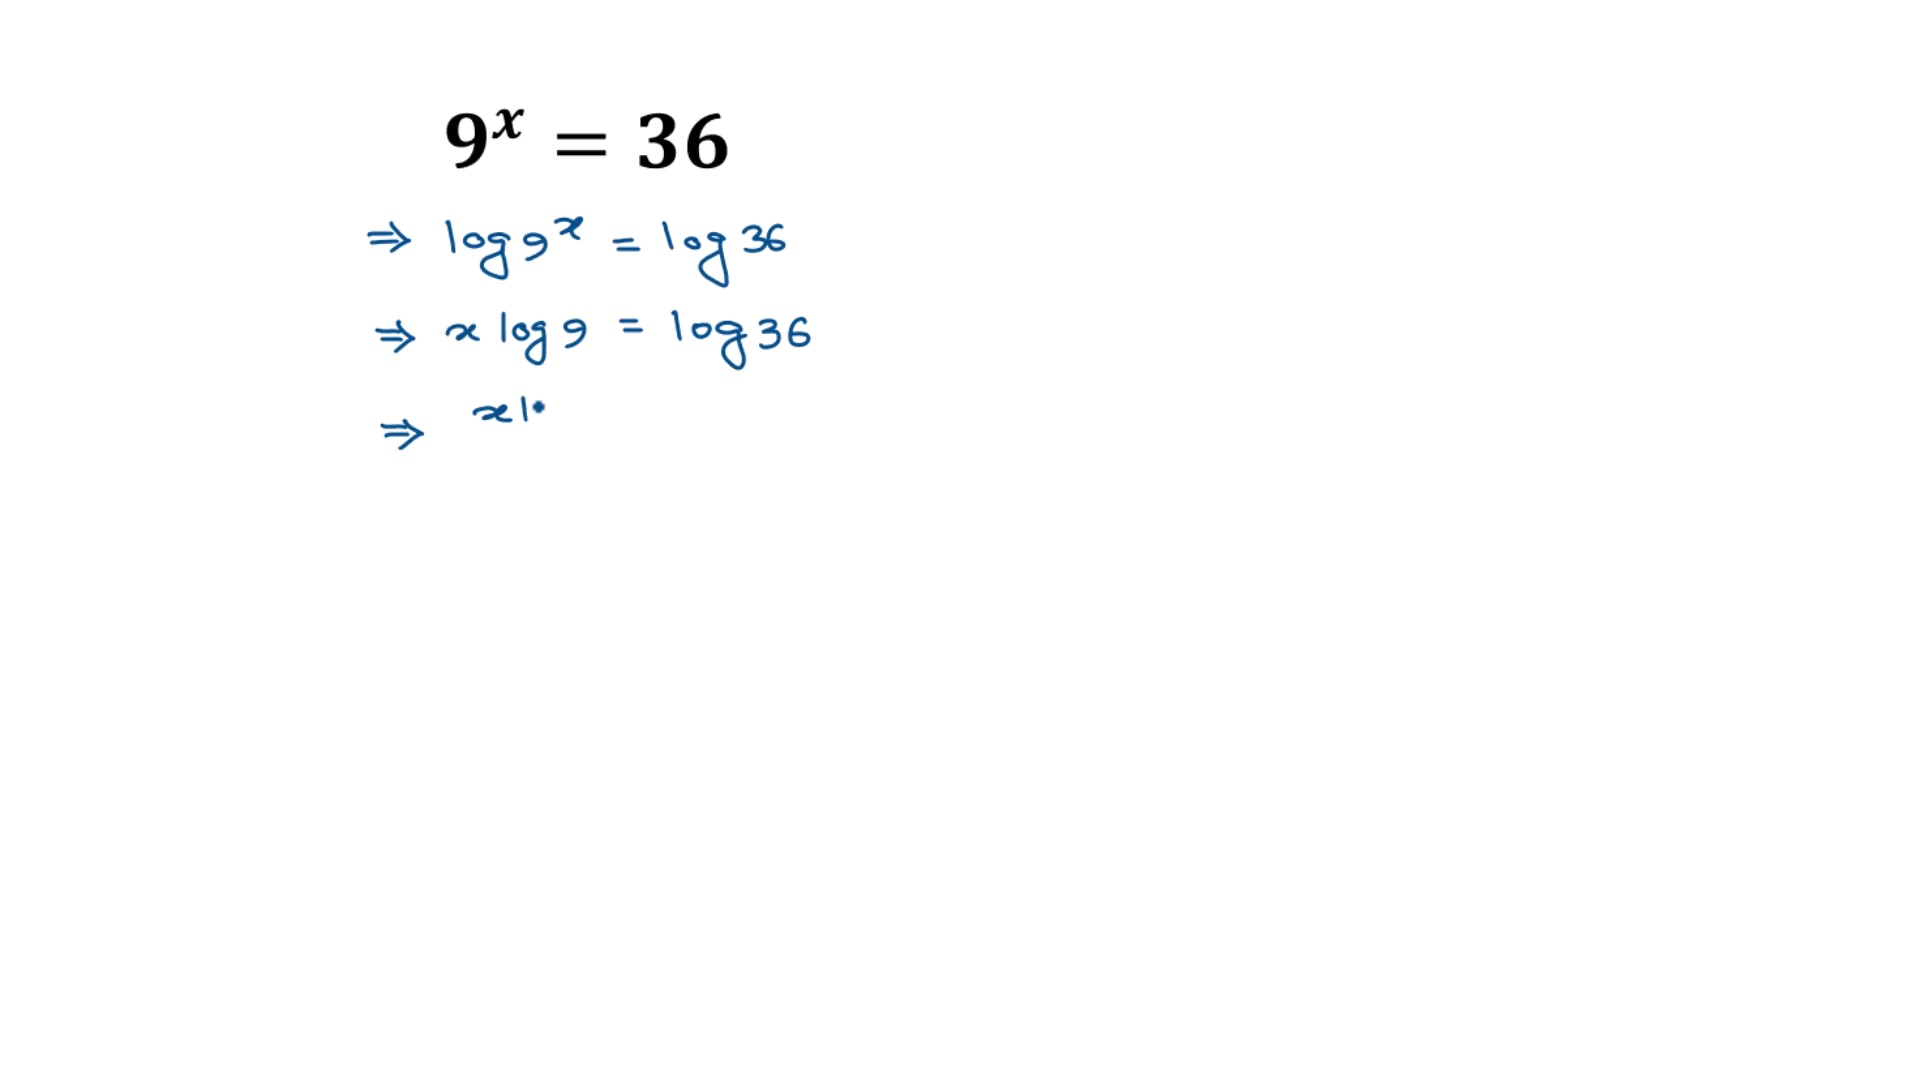 9^x = 36
⇒ log 9^x = log 36
⇒ x log 9 = log 36
⇒ x l